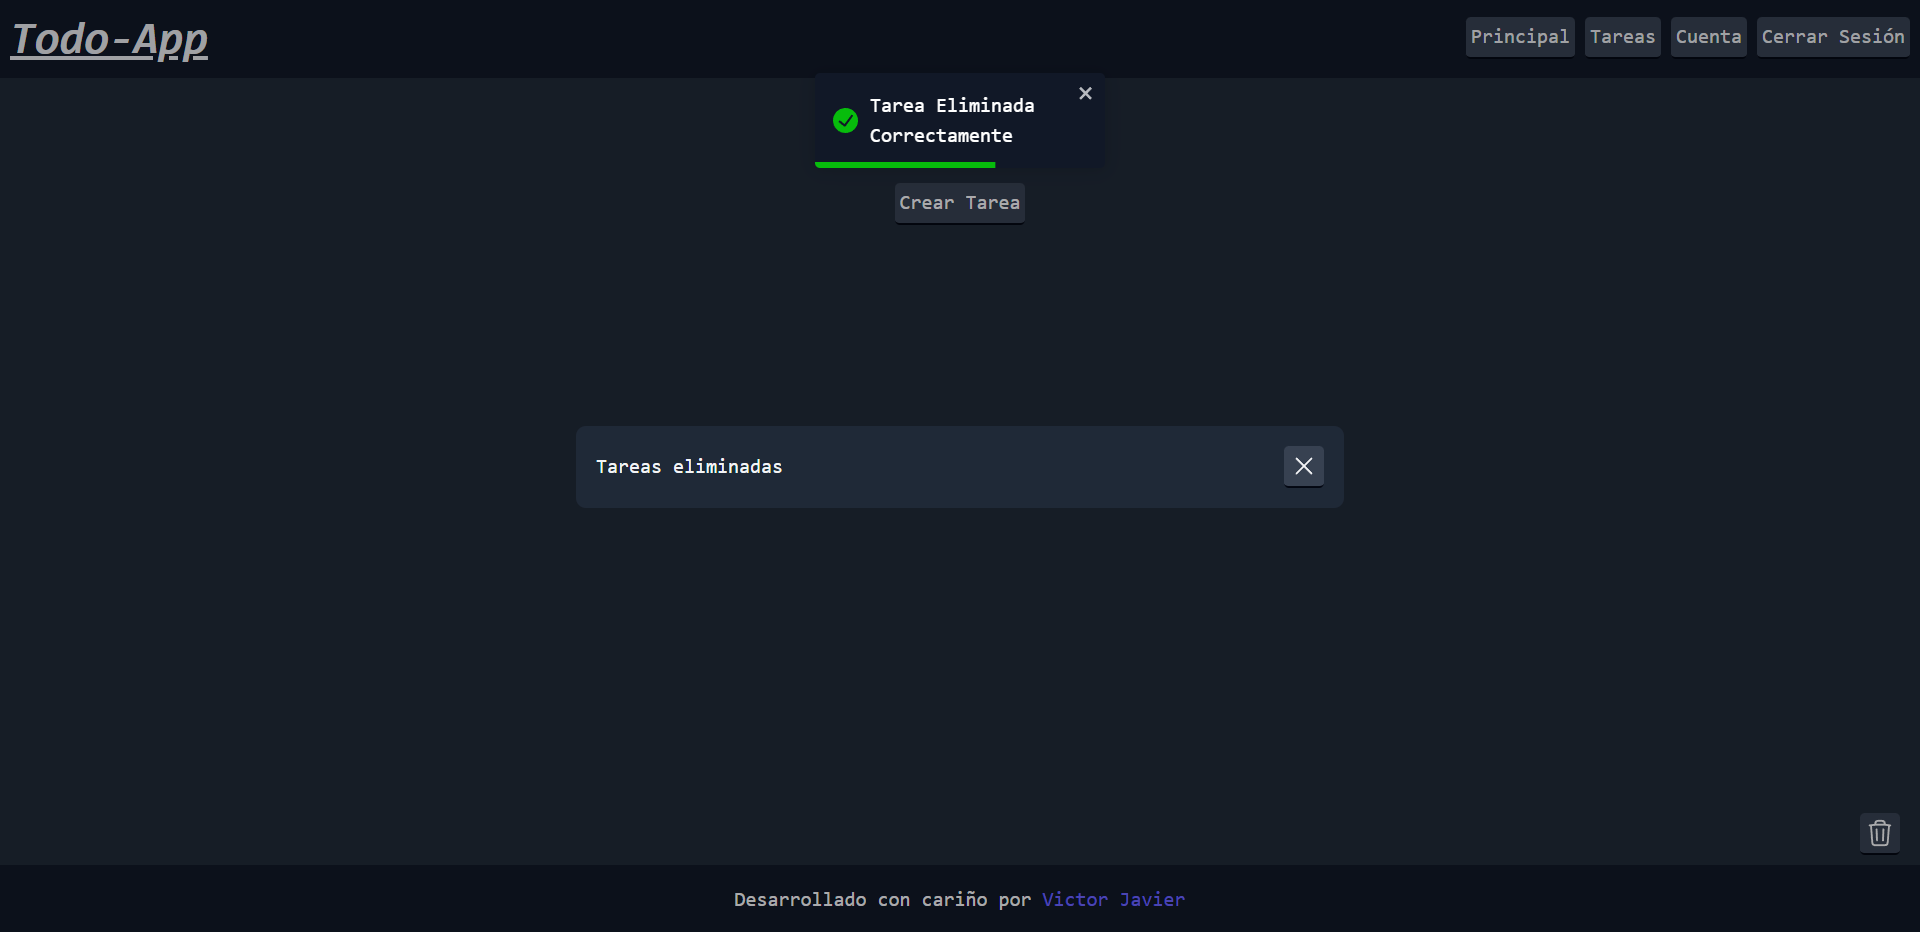 Todo-App
Principal Tareas Cuenta Cerrar Sesión
Tarea Eliminada
Correctamente
Crear Tarea
Tareas eliminadas
Desarrollado con cariño por Victor Javier